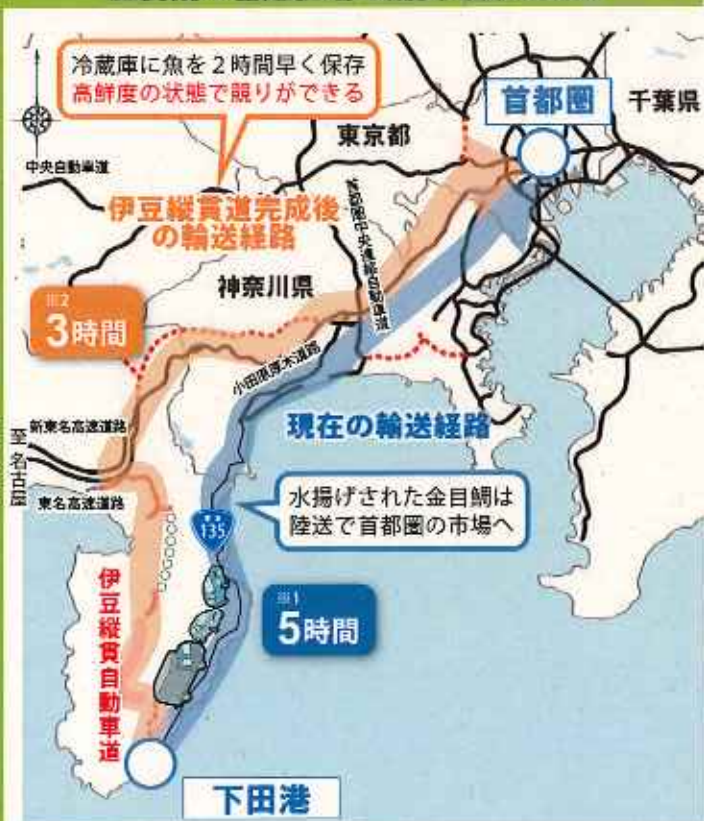 冷蔵庫に魚を2時間早く保存
高鮮度の状態で競りができる
首都圏
千葉県
東京都
中央自動車道
伊豆縦貫道完成後
の輸送経路
首都圏中央連絡自動車道
神奈川県
※2
3時間
小田原厚木道路
新東名高速道路
至名古屋
東名高速道路
現在の輸送経路
水揚げされた金目鯛は
陸送で首都圏の市場へ
135
※1
5時間
伊豆縦貫自動車道
下田港